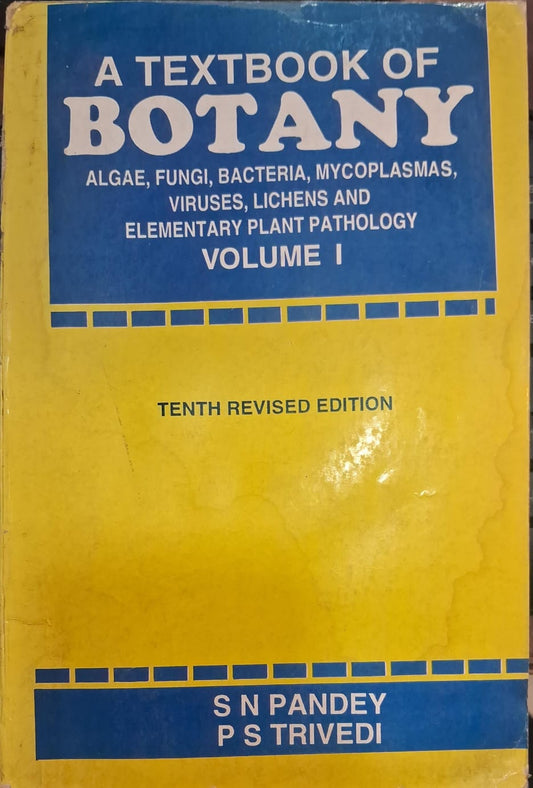 A TEXTBOOK OF
BOTANY
ALGAE, FUNGI, BACTERIA, MYCOPLASMAS,
VIRUSES, LICHENS AND
ELEMENTARY PLANT PATHOLOGY
VOLUME I
TENTH REVISED EDITION
S N PANDEY
P S TRIVEDI